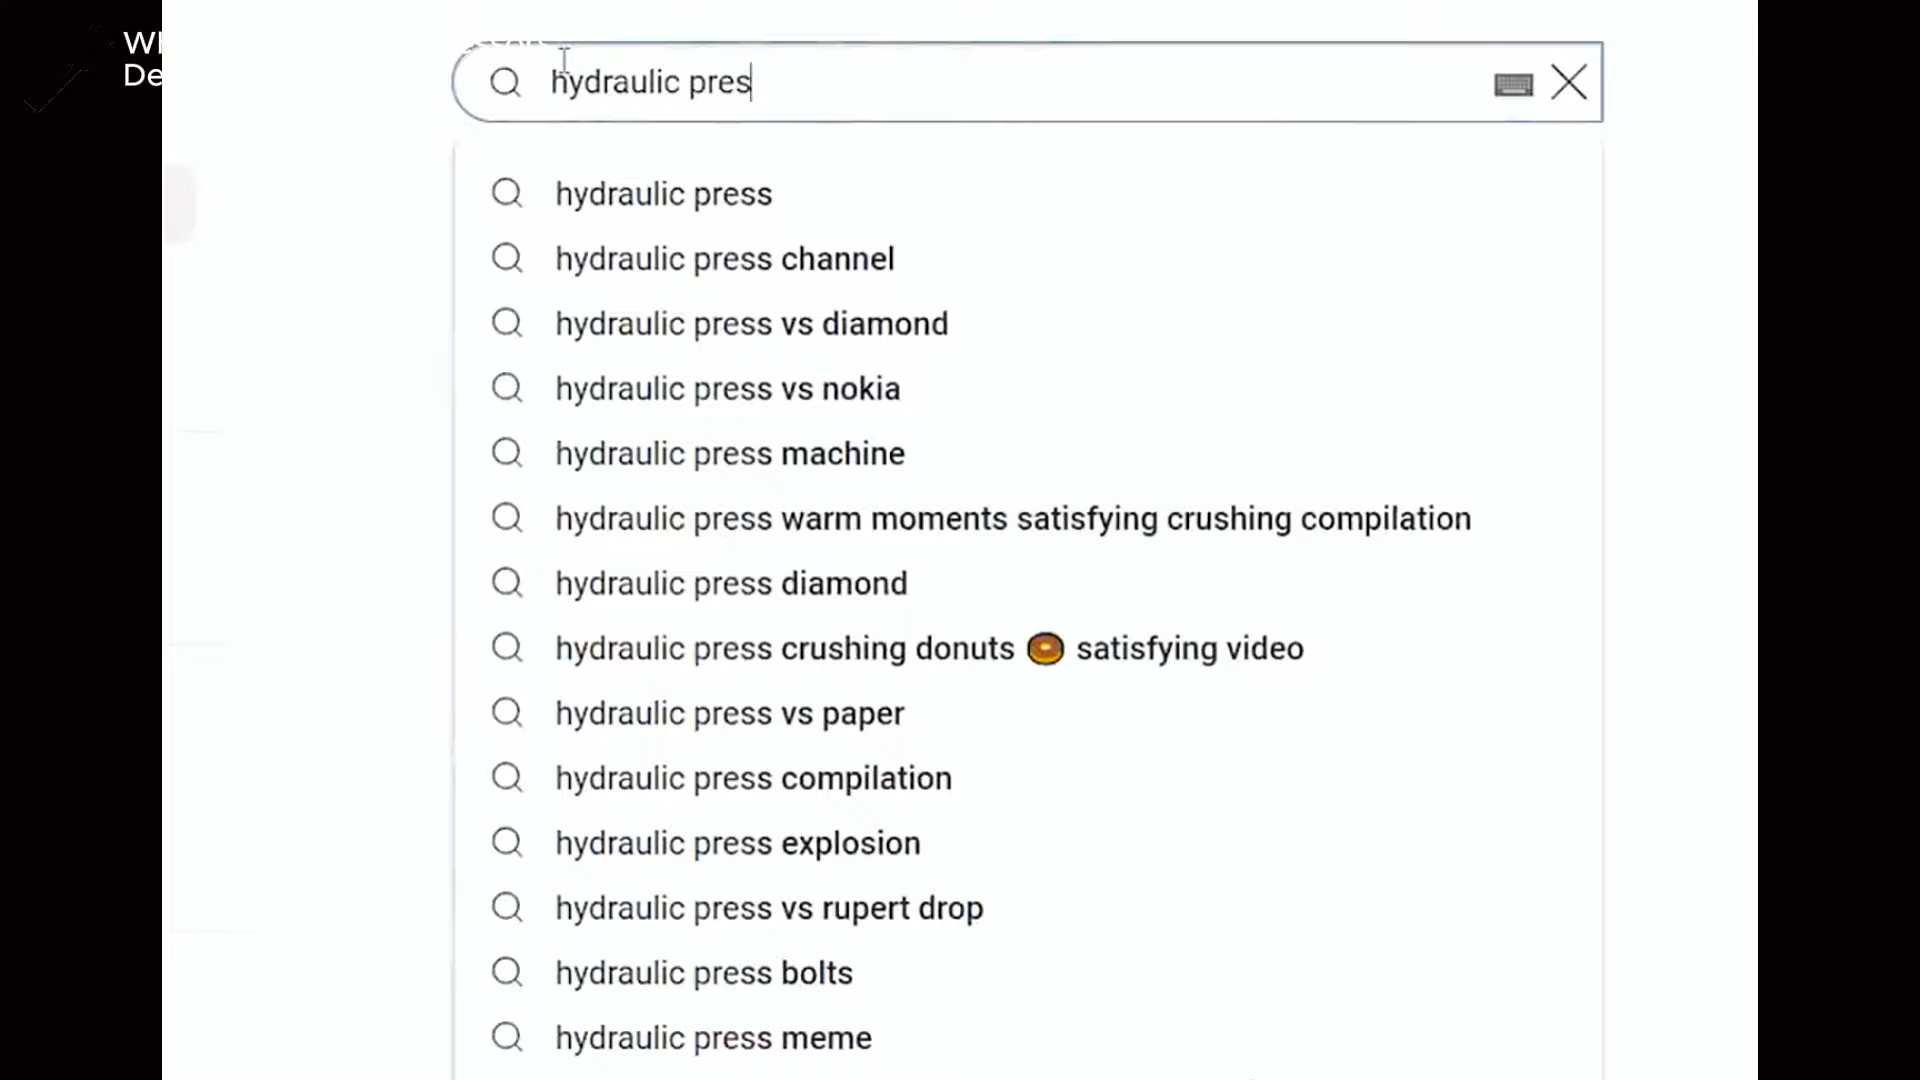 hydraulic pres
hydraulic press
hydraulic press channel
hydraulic press vs diamond
hydraulic press vs nokia
hydraulic press machine
hydraulic press warm moments satisfying crushing compilation
hydraulic press diamond
hydraulic press crushing donuts 🍩 satisfying video
hydraulic press vs paper
hydraulic press compilation
hydraulic press explosion
hydraulic press vs rupert drop
hydraulic press bolts
hydraulic press meme